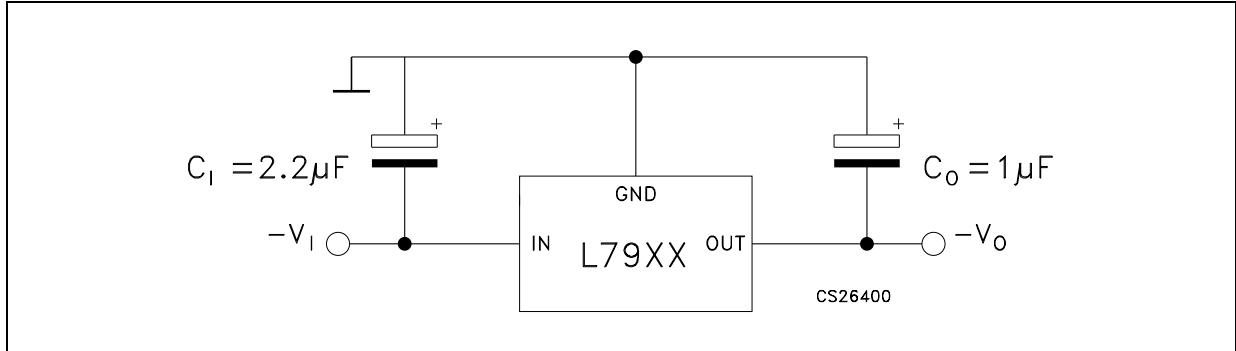 +
+
C_I = 2.2µF
C_O = 1µF
GND
-V_I
IN
L79XX
OUT
-V_O
CS26400